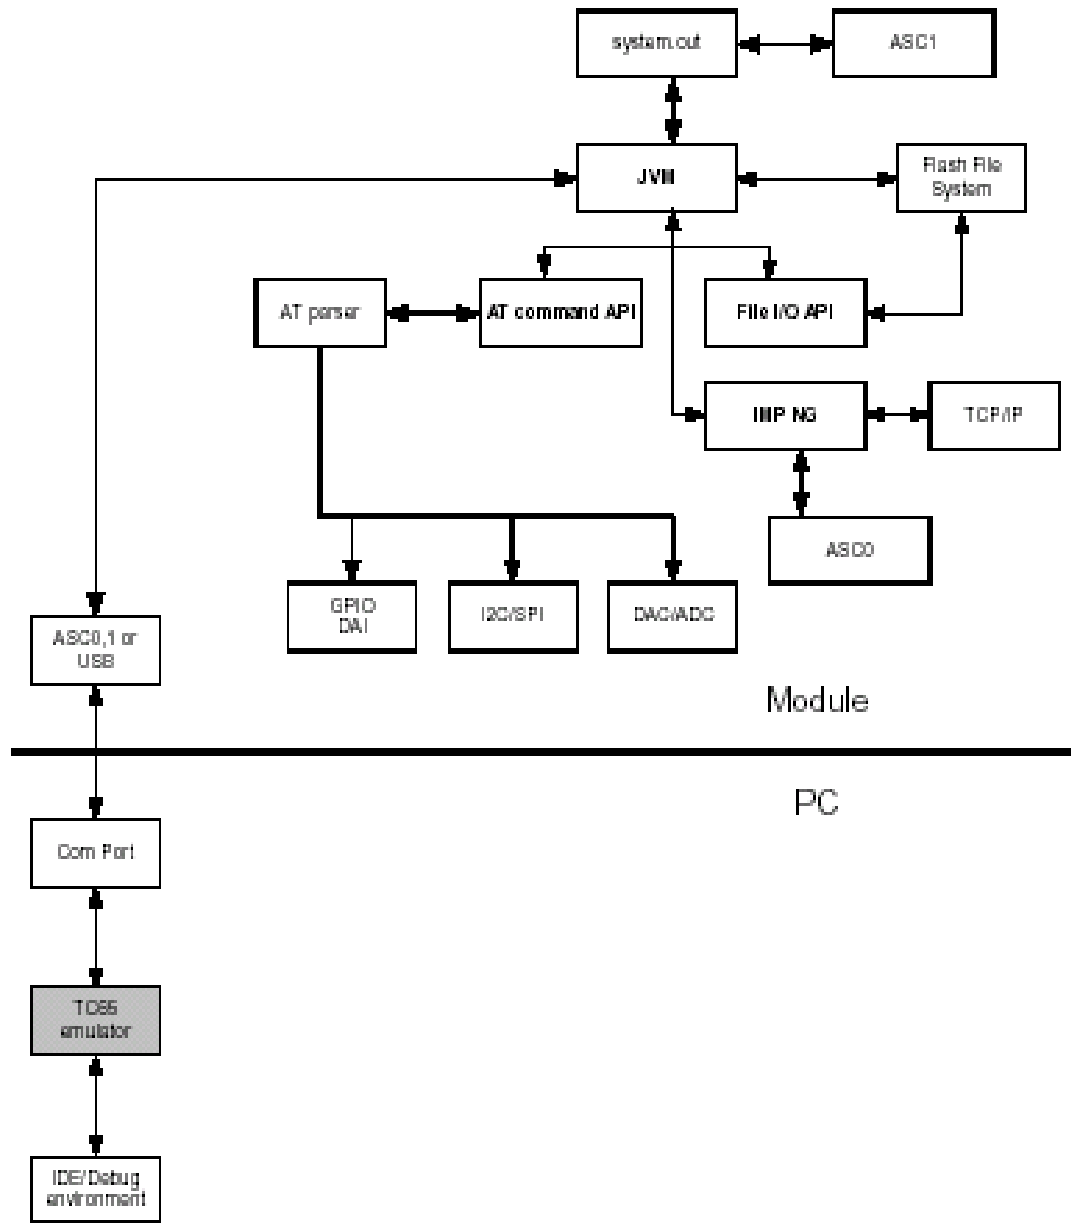 system.out
ASC1
JVM
Flash File
System
AT parser
AT command API
File I/O API
IMP NG
TCP/IP
ASC0
GPIO
DAI
I2C/SPI
DAC/ADC
ASC0,1 or
USB
Module
PC
Com Port
TC65
emulator
IDE/Debug
environment